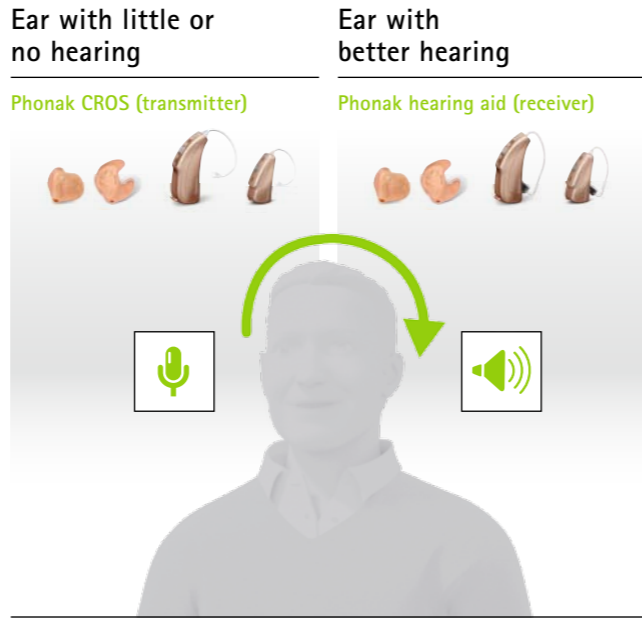 Ear with little or
no hearing
Phonak CROS (transmitter)
Ear with
better hearing
Phonak hearing aid (receiver)